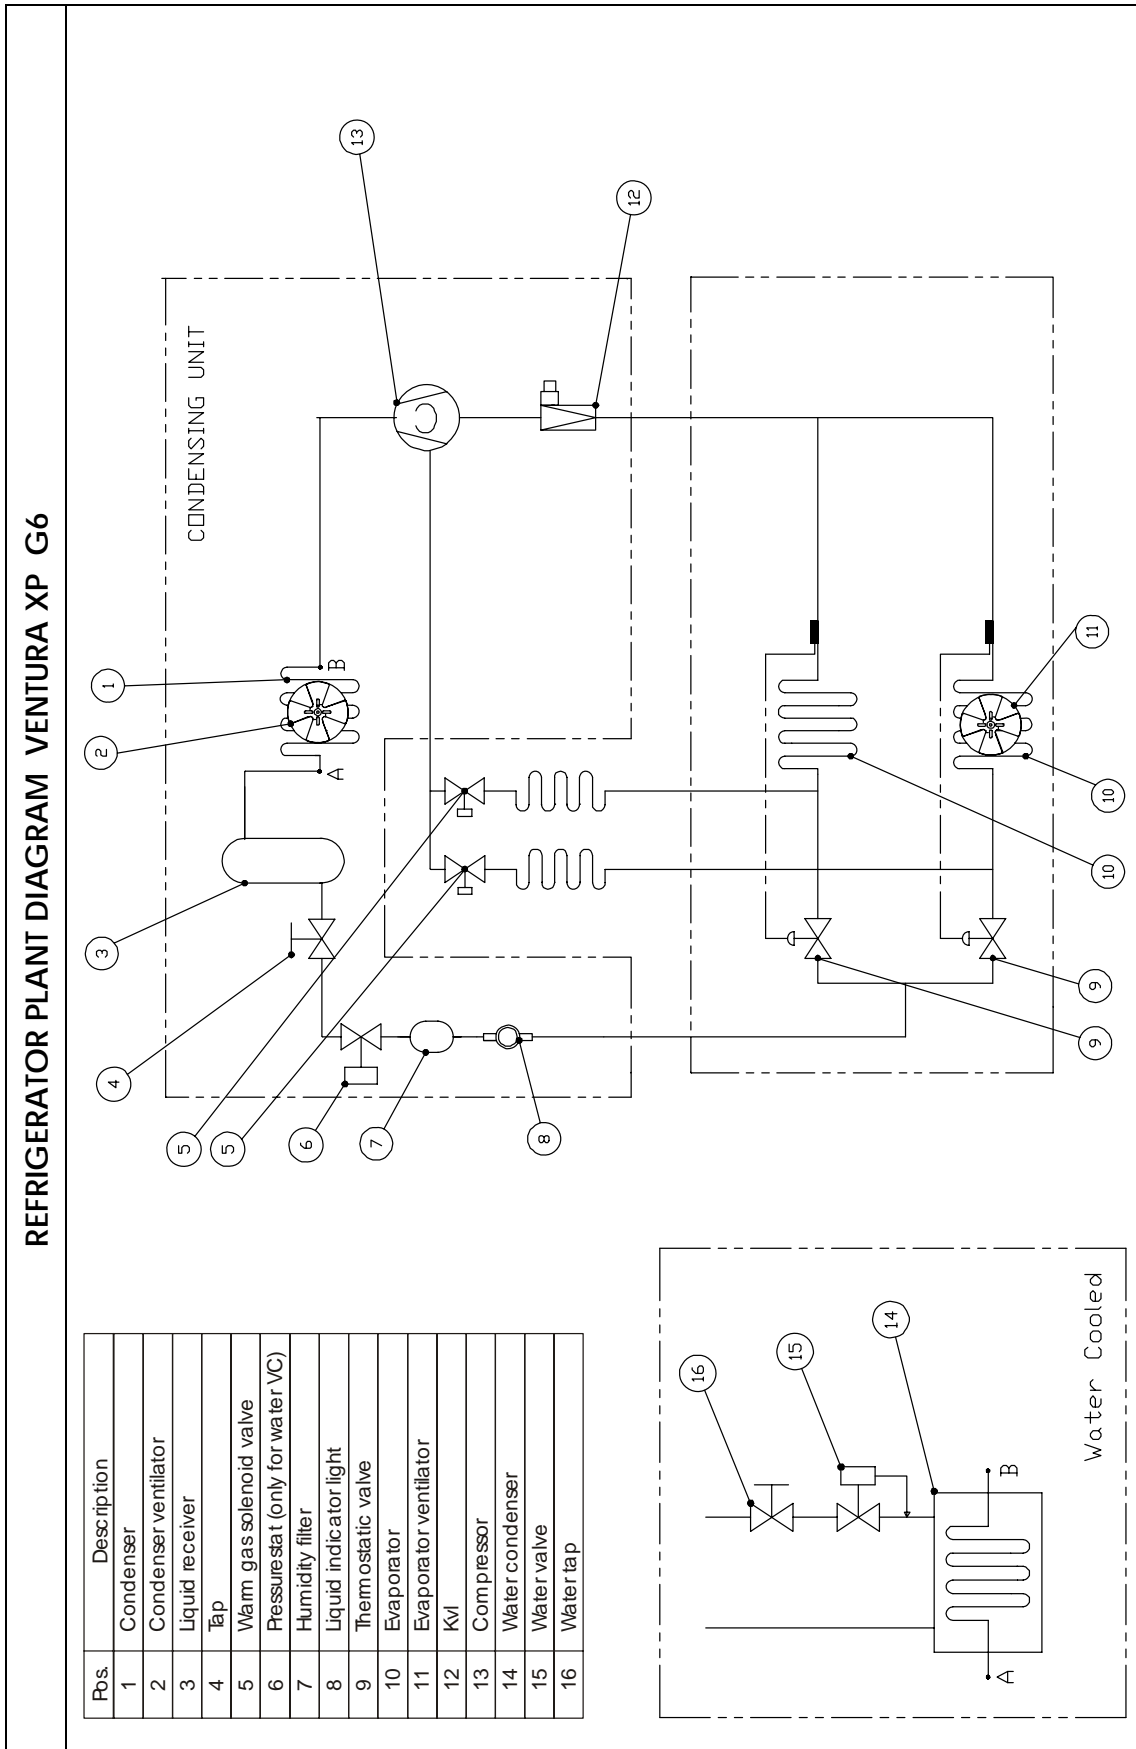 REFRIGERATOR PLANT DIAGRAM VENTURA XP G6
Pos. Description
1 Condenser
2 Condenser ventilator
3 Liquid receiver
4 Tap
5 Warm gas solenoid valve
6 Pressurestat (only for water VC)
7 Humidity filter
8 Liquid indicator light
9 Thermostatic valve
10 Evaporator
11 Evaporator ventilator
12 Kvl
13 Compressor
14 Water condenser
15 Water valve
16 Water tap
CONDENSING UNIT
1
2
3
4
5
5
6
7
8
9
9
10
10
11
12
13
A
B
Water Cooled
14
15
16
A
B